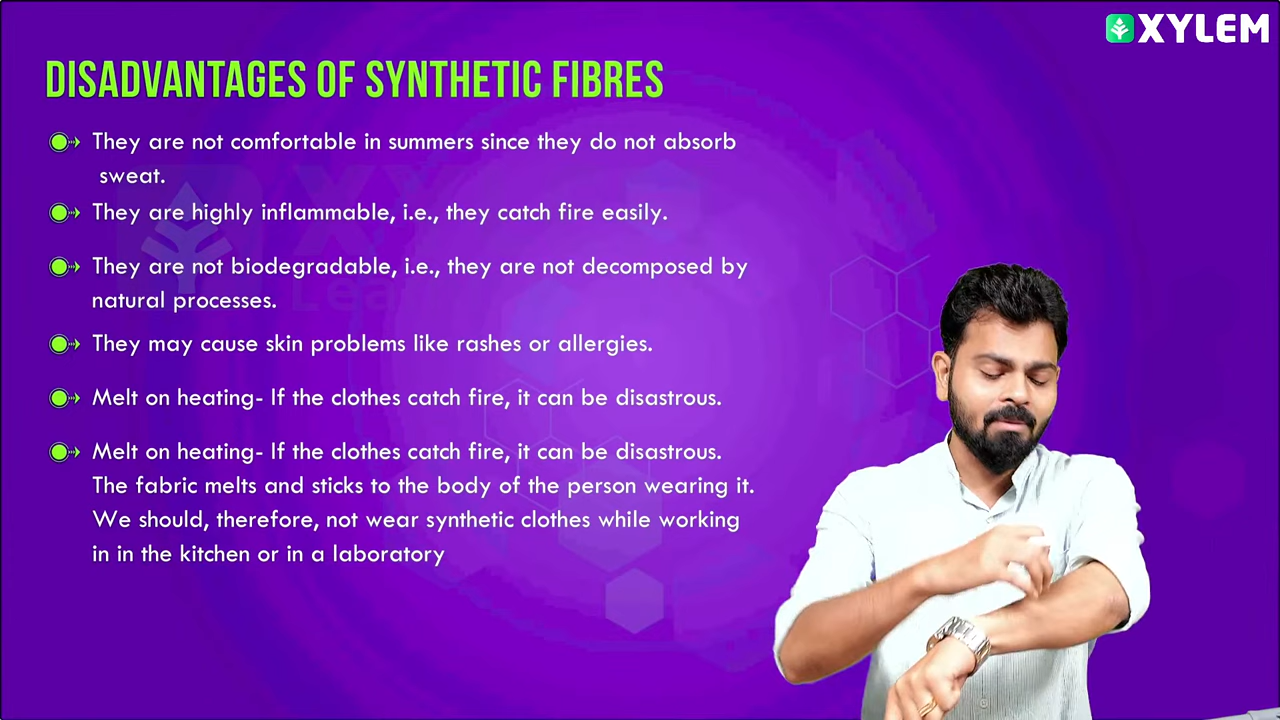 XYLEM
DISADVANTAGES OF SYNTHETIC FIBRES
They are not comfortable in summers since they do not absorb
sweat.
They are highly inflammable, i.e., they catch fire easily.
They are not biodegradable, i.e., they are not decomposed by
natural processes.
They may cause skin problems like rashes or allergies.
Melt on heating- If the clothes catch fire, it can be disastrous.
Melt on heating- If the clothes catch fire, it can be disastrous.
The fabric melts and sticks to the body of the person wearing it.
We should, therefore, not wear synthetic clothes while working
in in the kitchen or in a laboratory